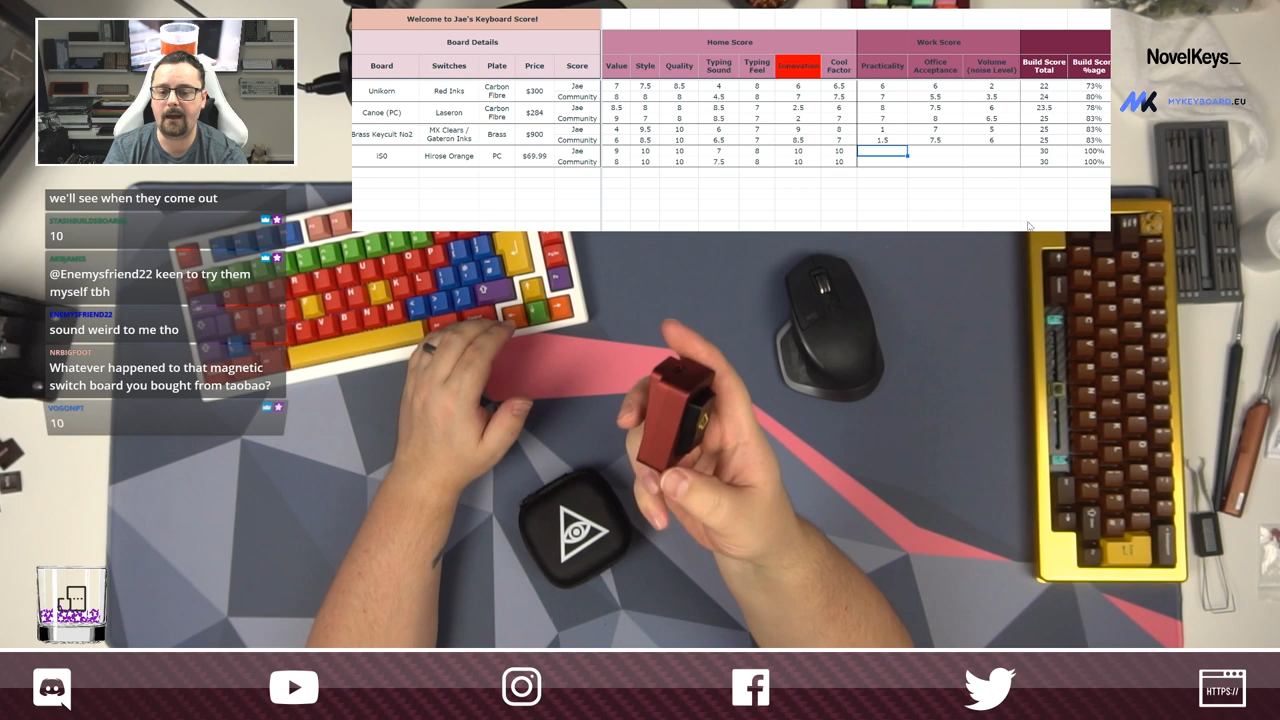 Welcome to Jae's Keyboard Score!
Board Details Home Score Work Score
Board Switches Plate Price Score Value Style Quality Typing Sound Typing Feel Innovation Cool Factor Practicality Office Acceptance Volume (noise Level) Build Score Total Build Score %age
Unikorn Red Inks Carbon Fibre $300 Jae 7 7.5 8.5 4 8 6 6.5 6 6 2 22 73%
Community 8 8 8 4.5 8 7 7.5 7 5.5 3.5 24 80%
Canoe (PC) Laseron Carbon Fibre $284 Jae 8.5 8 8 8.5 7 2.5 6 8 7.5 6 23.5 78%
Community 9 7 8 8.5 7 2 7 7 8 6.5 25 83%
Brass Keycult No2 MX Clears / Gateron Inks Brass $900 Jae 4 9.5 10 6 7 9 8 1 7 5 25 83%
Community 6 8.5 10 6.5 7 8.5 7 1.5 7.5 6 25 83%
IS0 Hirose Orange PC $69.99 Jae 9 10 10 7 8 10 10 30 100%
Community 8 10 10 7.5 8 10 10 30 100%
NovelKeys_
MK MYKEYBOARD.EU
we'll see when they come out
10
@Enemysfriend22 keen to try them
myself tbh
ENEMYSFRIEND22
sound weird to me tho
NRBIGFOOT
Whatever happened to that magnetic
switch board you bought from taobao?
VOGONPT
10
HTTPS://